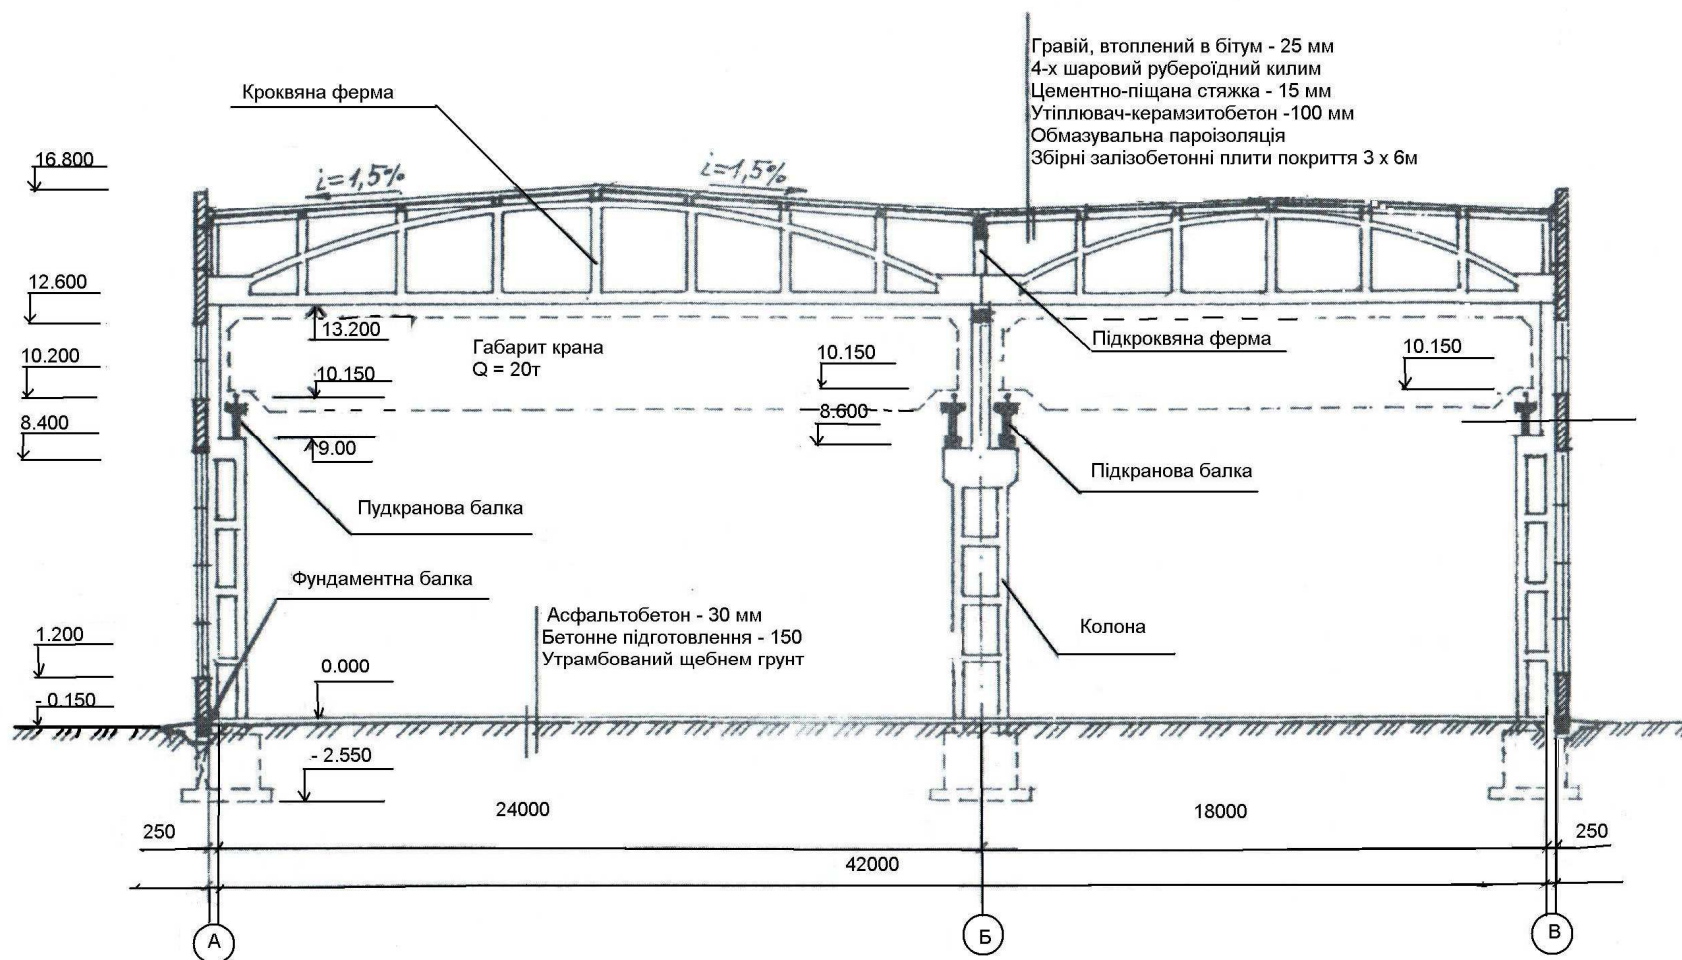 Гравій, втоплений в бітум - 25 мм
4-х шаровий рубероїдний килим
Цементно-піщана стяжка - 15 мм
Утіплювач-керамзитобетон -100 мм
Обмазувальна пароізоляція
Збірні залізобетонні плити покриття 3 х 6м
Кроквяна ферма
16.800
i=1,5%
i=1,5%
12.600
13.200
Габарит крана
Q = 20т
Підкроквяна ферма
10.200
10.150
10.150
10.150
8.400
8.600
9.00
Пудкранова балка
Підкранова балка
Фундаментна балка
Асфальтобетон - 30 мм
Бетонне підготовлення - 150
Утрамбований щебнем грунт
Колона
1.200
0.000
- 0.150
- 2.550
24000
18000
250
250
42000
А
Б
В